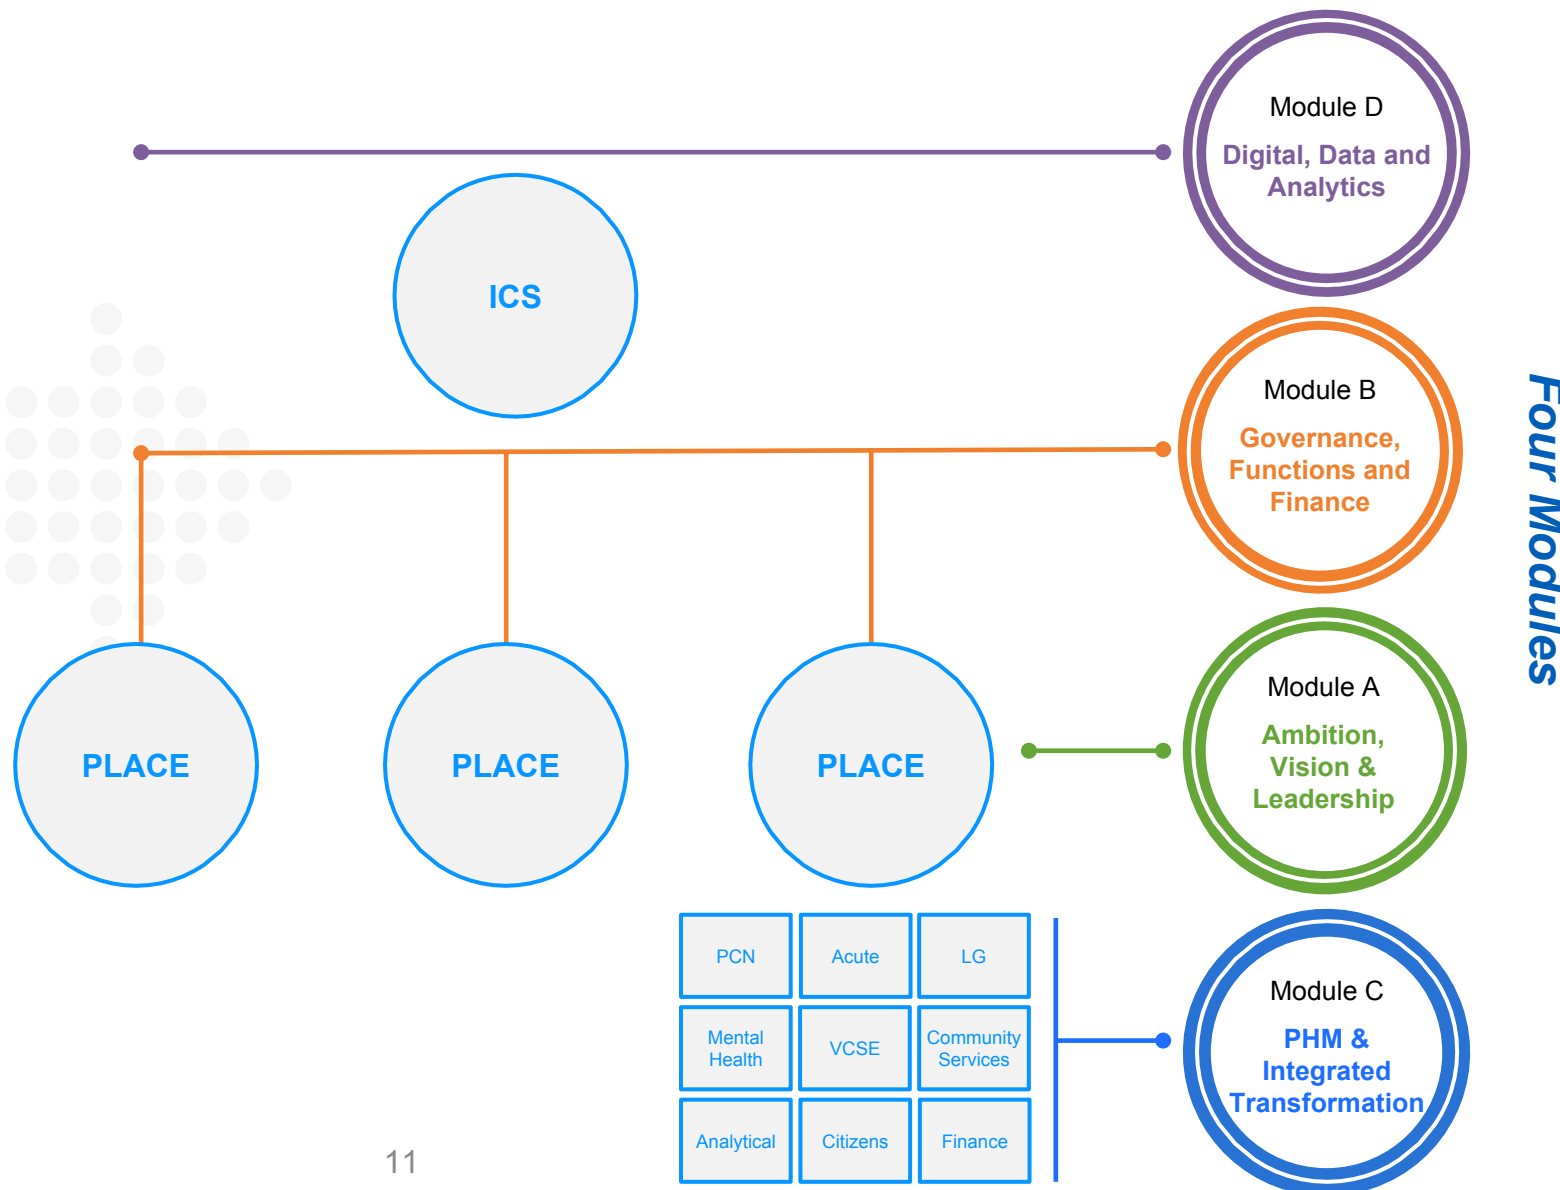 Module D
Digital, Data and
Analytics
ICS
Module B
Governance,
Functions and
Finance
Four Modules
PLACE
PLACE
PLACE
Module A
Ambition,
Vision &
Leadership
PCN
Acute
LG
Mental
Health
VCSE
Community
Services
Analytical
Citizens
Finance
Module C
PHM &
Integrated
Transformation
11